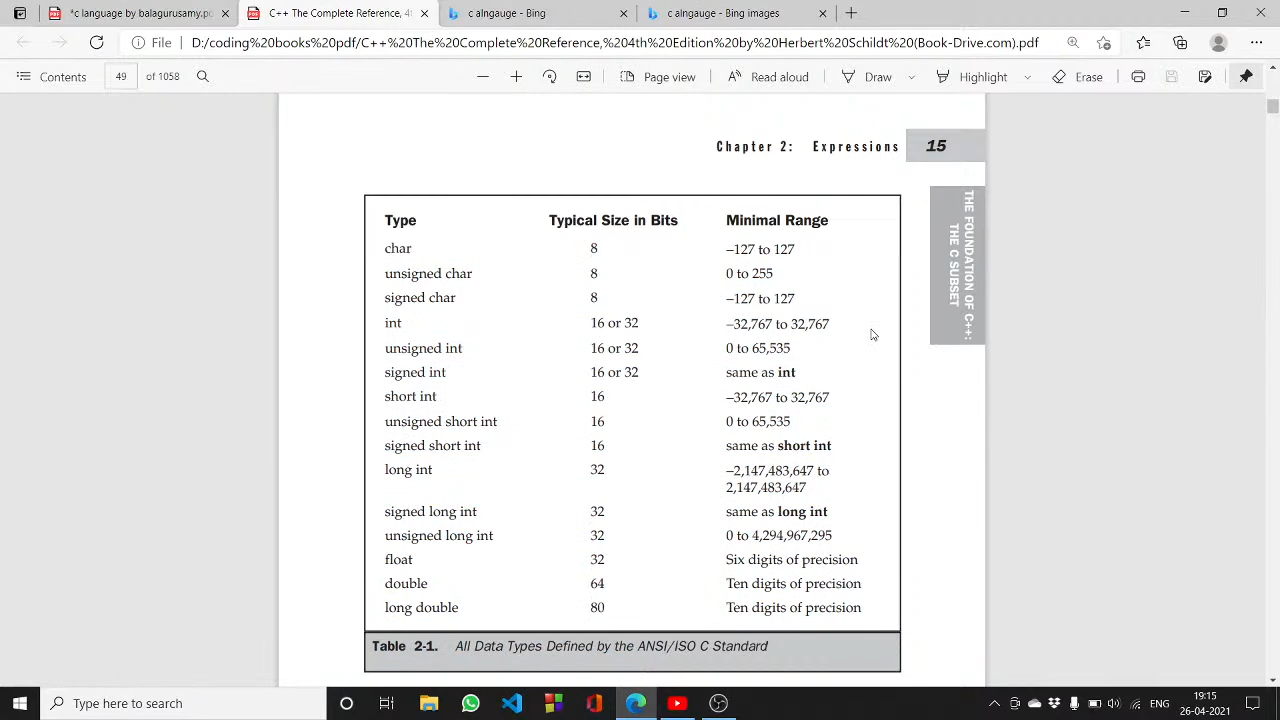 *c language by balagurusamy.pd
C++ The Complete Reference, 4t
c langauge - Bing
c alngauge - Bing images
File
D:/coding%20books%20pdf/C++%20The%20Complete%20Reference,%204th%20Edition%20by%20Herbert%20Schildt%20(Book-Drive.com).pdf
Contents
49
of 1058
Page view
Read aloud
Draw
Highlight
Erase
Chapter 2: Expressions
15
THE FOUNDATION OF C++:
THE C SUBSET
Type Typical Size in Bits Minimal Range
char 8 –127 to 127
unsigned char 8 0 to 255
signed char 8 –127 to 127
int 16 or 32 –32,767 to 32,767
unsigned int 16 or 32 0 to 65,535
signed int 16 or 32 same as int
short int 16 –32,767 to 32,767
unsigned short int 16 0 to 65,535
signed short int 16 same as short int
long int 32 –2,147,483,647 to
2,147,483,647
signed long int 32 same as long int
unsigned long int 32 0 to 4,294,967,295
float 32 Six digits of precision
double 64 Ten digits of precision
long double 80 Ten digits of precision
Table 2-1. All Data Types Defined by the ANSI/ISO C Standard
Type here to search
ENG
19:15
26-04-2021